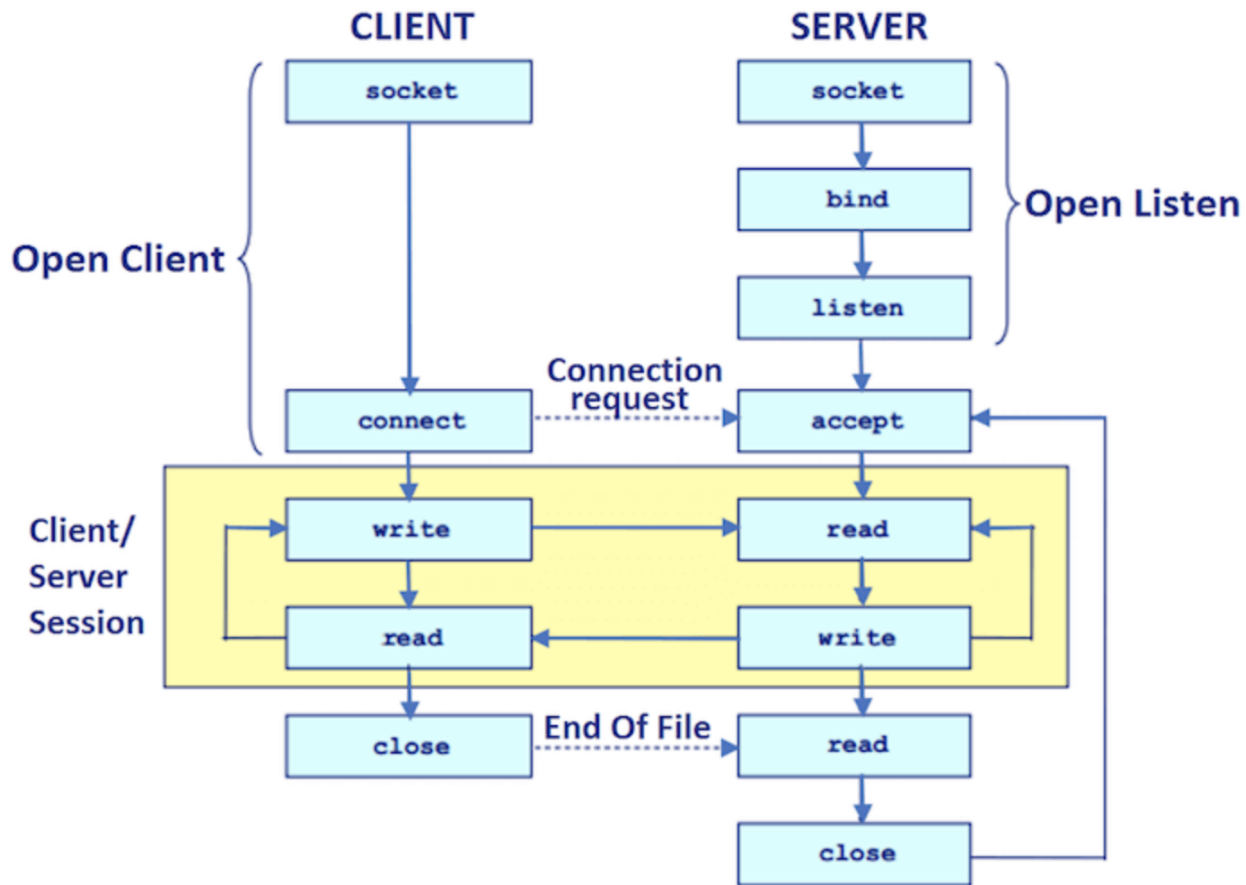 CLIENT
SERVER
socket
socket
bind
Open Listen
Open Client
listen
Connection
request
connect
accept
Client/
Server
Session
write
read
read
write
close
End Of File
read
close